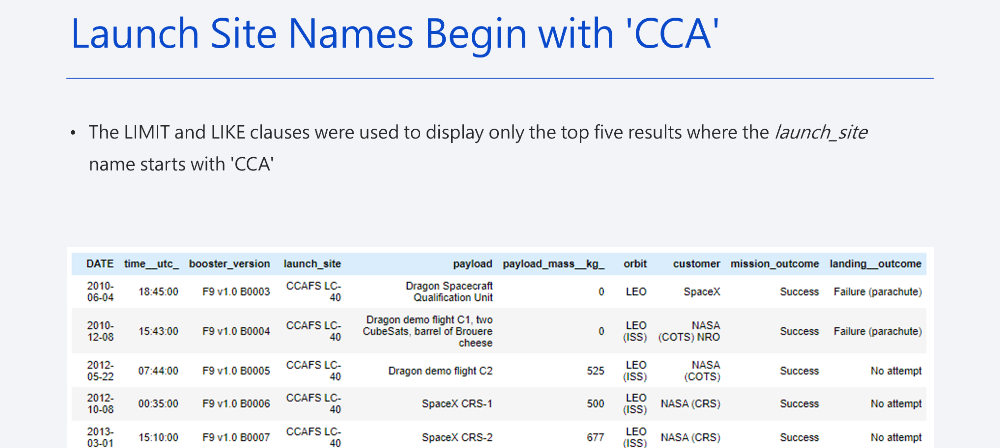 Launch Site Names Begin with 'CCA'
• The LIMIT and LIKE clauses were used to display only the top five results where the launch_site
name starts with 'CCA'
DATE time__utc_ booster_version launch_site payload payload_mass__kg_ orbit customer mission_outcome landing__outcome
2010-06-04 18:45:00 F9 v1.0 B0003 CCAFS LC-40 Dragon Spacecraft Qualification Unit 0 LEO SpaceX Success Failure (parachute)
2010-12-08 15:43:00 F9 v1.0 B0004 CCAFS LC-40 Dragon demo flight C1, two CubeSats, barrel of Brouere cheese 0 LEO (ISS) NASA (COTS) NRO Success Failure (parachute)
2012-05-22 07:44:00 F9 v1.0 B0005 CCAFS LC-40 Dragon demo flight C2 525 LEO (ISS) NASA (COTS) Success No attempt
2012-10-08 00:35:00 F9 v1.0 B0006 CCAFS LC-40 SpaceX CRS-1 500 LEO (ISS) NASA (CRS) Success No attempt
2013-03-01 15:10:00 F9 v1.0 B0007 CCAFS LC-40 SpaceX CRS-2 677 LEO (ISS) NASA (CRS) Success No attempt